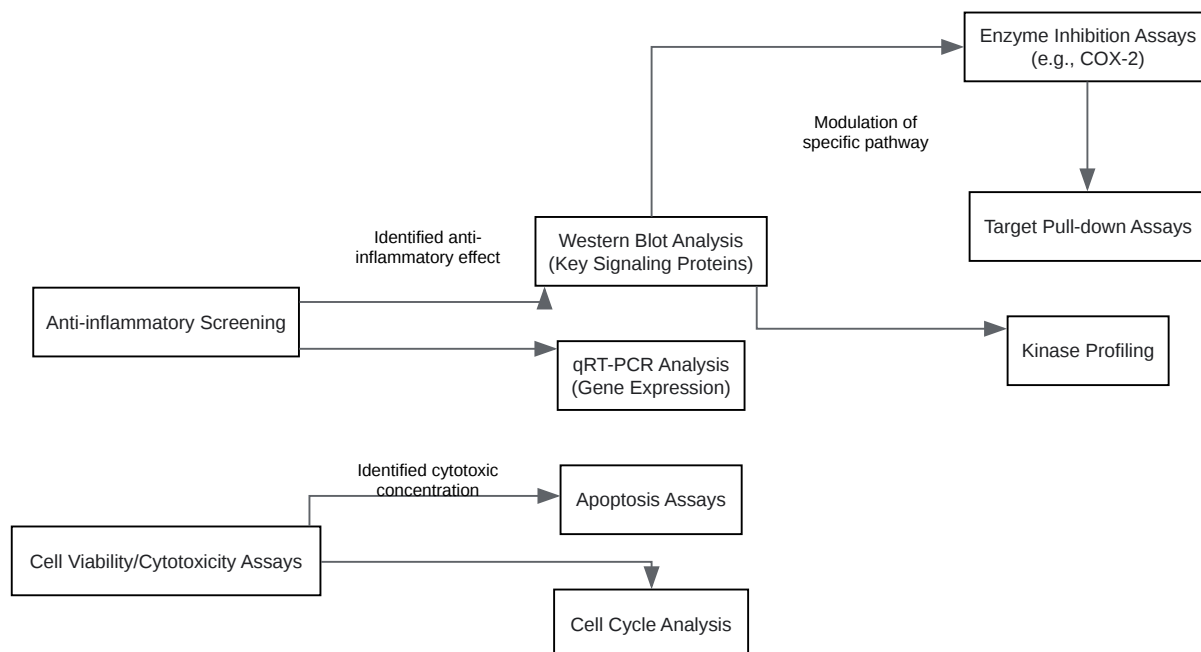 Enzyme Inhibition Assays
(e.g., COX-2)
Modulation of
specific pathway
Target Pull-down Assays
Identified anti-
inflammatory effect
Western Blot Analysis
(Key Signaling Proteins)
Anti-inflammatory Screening
Kinase Profiling
qRT-PCR Analysis
(Gene Expression)
Identified cytotoxic
concentration
Apoptosis Assays
Cell Viability/Cytotoxicity Assays
Cell Cycle Analysis